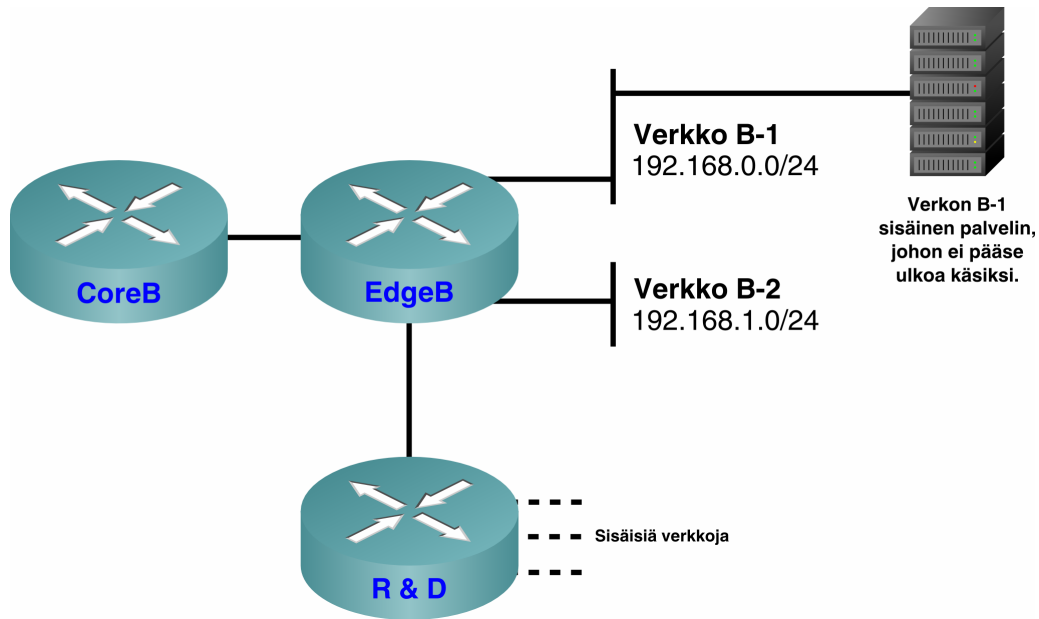 Verkko B-1
192.168.0.0/24
Verkon B-1
sisäinen palvelin,
johon ei pääse
ulkoa käsiksi.
CoreB
EdgeB
Verkko B-2
192.168.1.0/24
Sisäisiä verkkoja
R & D